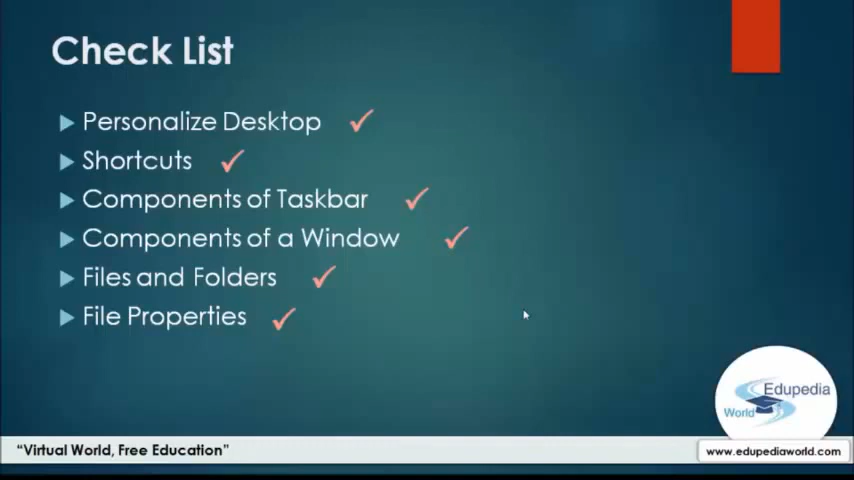 Check List
Personalize Desktop
Shortcuts
Components of Taskbar
Components of a Window
Files and Folders
File Properties
Edupedia
World
“Virtual World, Free Education”
www.edupediaworld.com